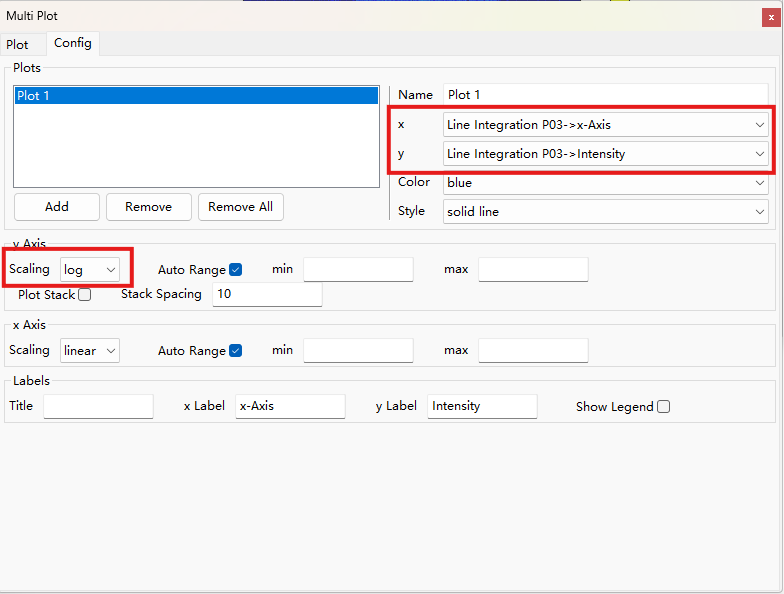 Multi Plot
x
Plot Config
Plots
Plot 1
Name Plot 1
x Line Integration P03->x-Axis
y Line Integration P03->Intensity
Color blue
Style solid line
Add Remove Remove All
y Axis
Scaling log Auto Range min max
Plot Stack Stack Spacing 10
x Axis
Scaling linear Auto Range min max
Labels
Title x Label x-Axis y Label Intensity Show Legend